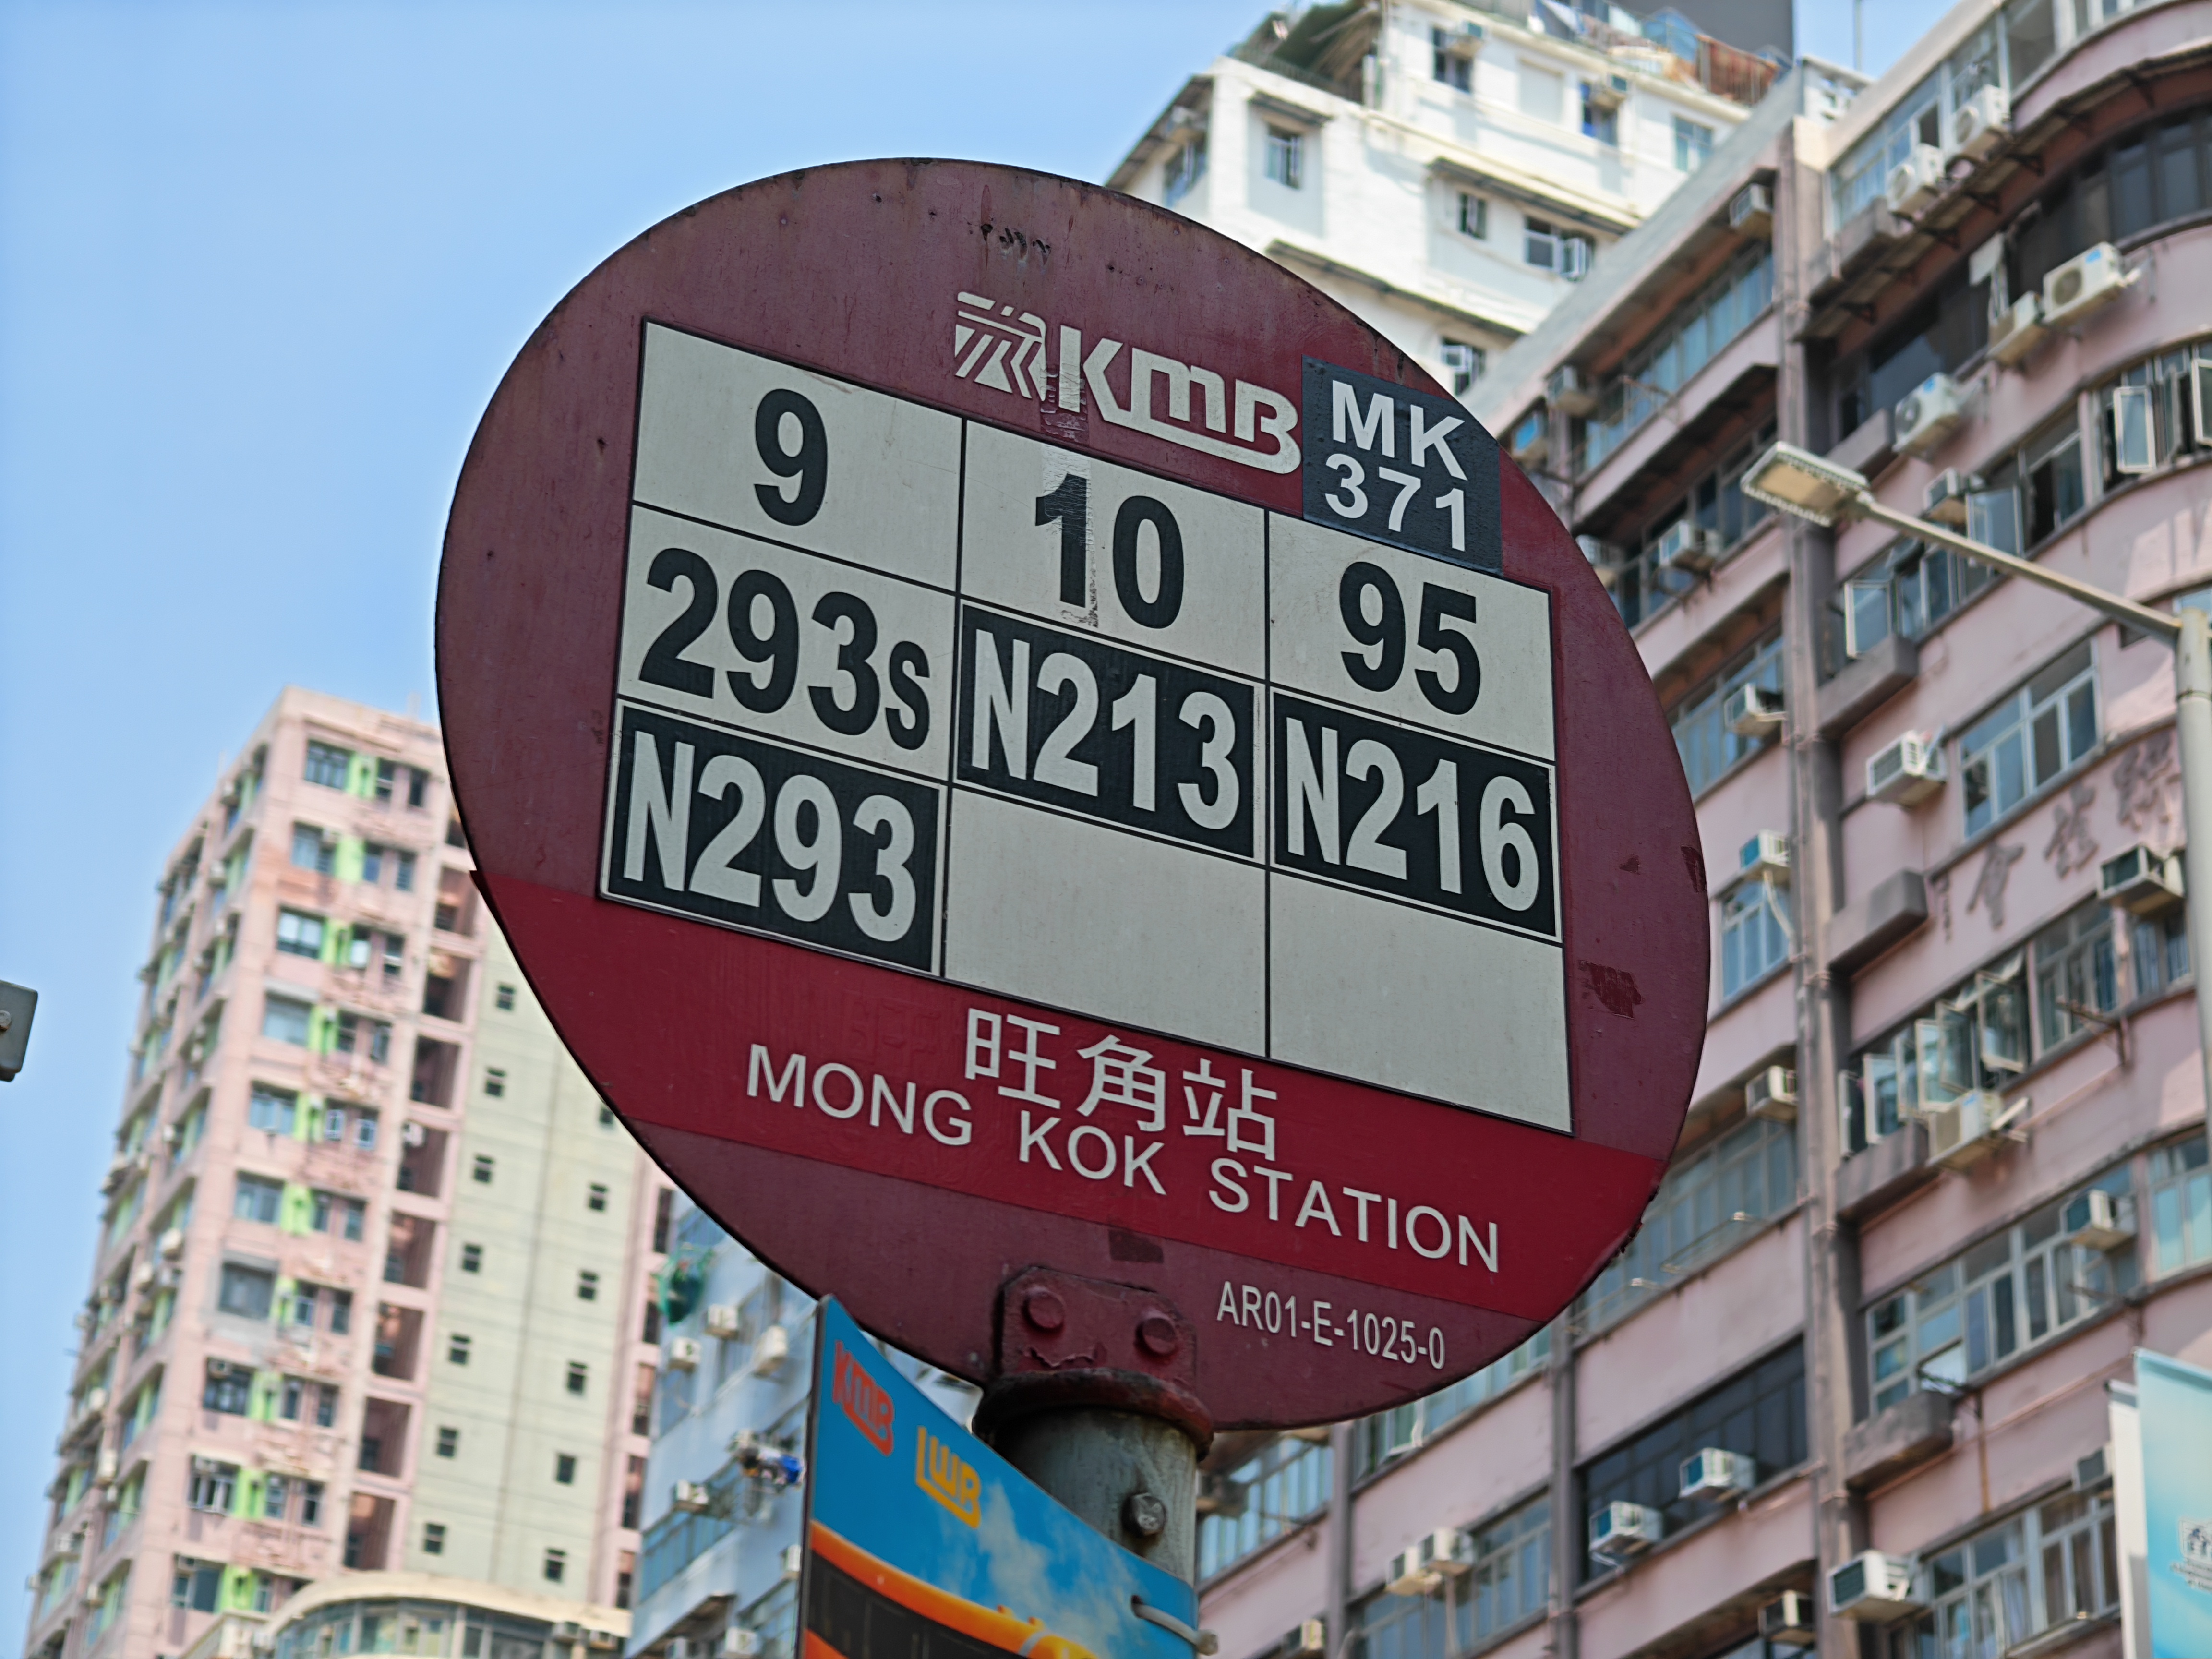 KMB
MK
371
9 10 95
293S N213 N216
N293
旺角站
MONG KOK STATION
AR01-E-1025-0
KMB
LWB